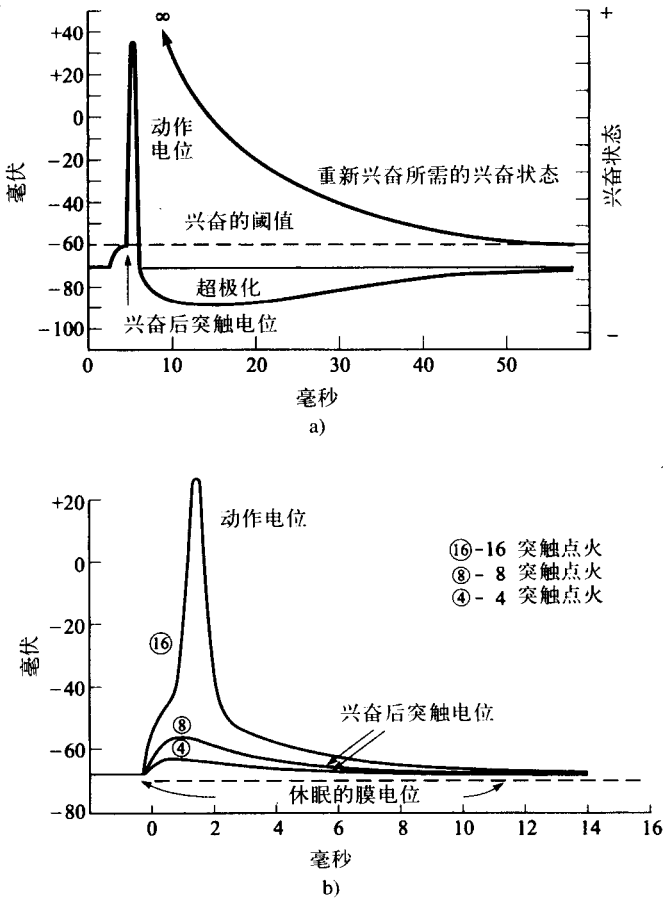 +40
+20
0
−20
−40
−60
−80
−100
毫伏
∞
动作
电位
重新兴奋所需的兴奋状态
兴奋的阈值
超极化
兴奋后突触电位
+
兴奋状态
−
0 10 20 30 40 50
毫秒
a)
+20
0
−20
−40
−60
−80
毫伏
动作电位
⑯-16 突触点火
⑧- 8 突触点火
④- 4 突触点火
⑯
⑧
④
兴奋后突触电位
休眠的膜电位
0 2 4 6 8 10 12 14 16
毫秒
b)